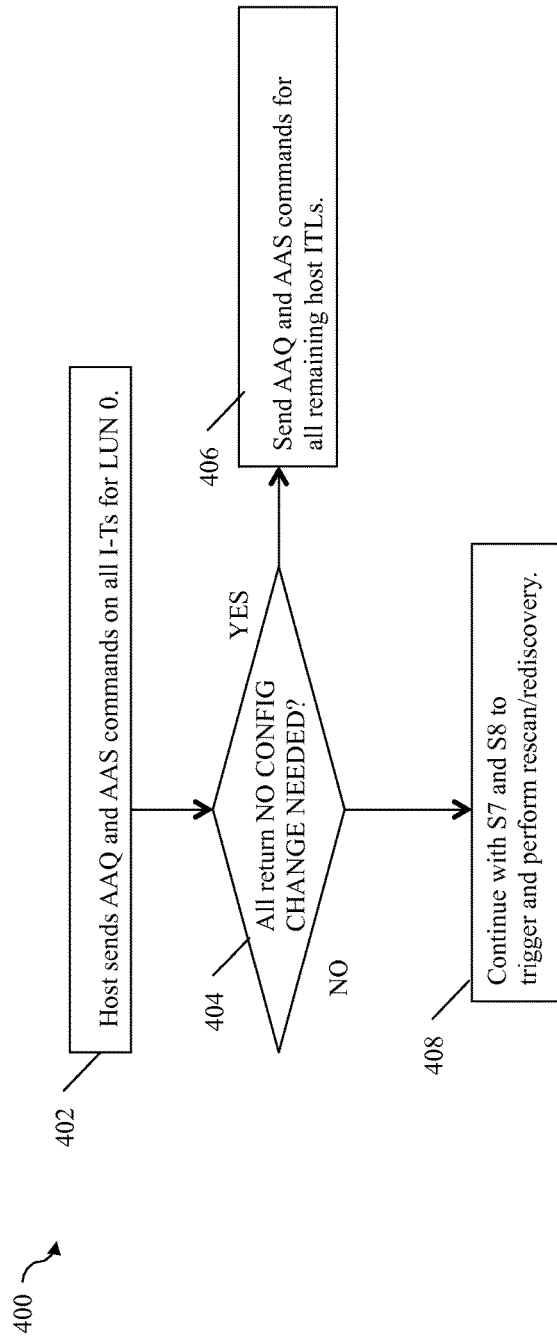 400
402
Host sends AAQ and AAS commands on all I-Ts for LUN 0.
404
All return NO CONFIG
CHANGE NEEDED?
YES
NO
406
Send AAQ and AAS commands for
all remaining host ITLs.
408
Continue with S7 and S8 to
trigger and perform rescan/rediscovery.